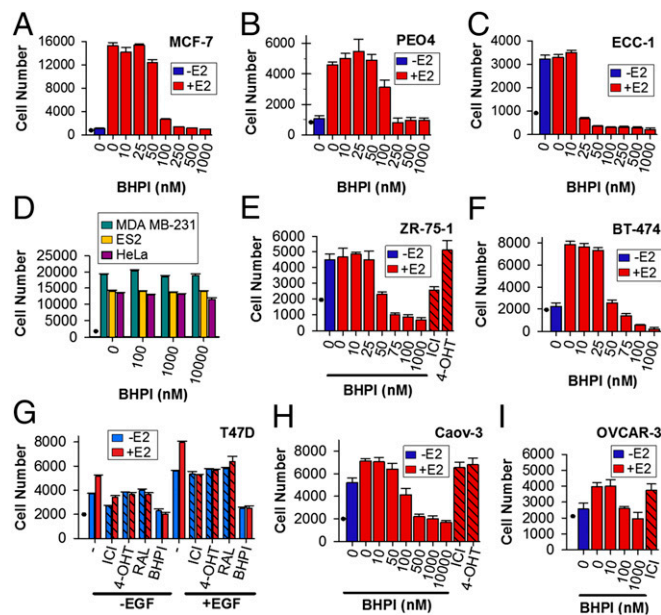 A
MCF-7
Cell Number
16000
12000
8000
4000
0
-E2
+E2
0 0 10 25 50 100 250 500 1000
BHPI (nM)
B
PEO4
Cell Number
8000
6000
4000
2000
0
-E2
+E2
0 0 10 25 50 100 250 500 1000
BHPI (nM)
C
ECC-1
Cell Number
5000
4000
3000
2000
1000
0
-E2
+E2
0 0 10 25 50 100 250 500 1000
BHPI (nM)
D
MDA MB-231
ES2
HeLa
Cell Number
25000
20000
15000
10000
5000
0
0 100 1000 10000
BHPI (nM)
E
ZR-75-1
Cell Number
7000
6000
5000
4000
3000
2000
1000
0
-E2
+E2
0 0 10 25 50 75 100 1000 ICI 4-OHT
BHPI (nM)
F
BT-474
Cell Number
8000
6000
4000
2000
0
-E2
+E2
0 0 10 25 50 75 100 1000
BHPI (nM)
G
T47D
Cell Number
8000
6000
4000
2000
0
-E2
+E2
- ICI 4-OHT RAL BHPI - ICI 4-OHT RAL BHPI
-EGF +EGF
H
Caov-3
Cell Number
8000
6000
4000
2000
0
-E2
+E2
0 0 10 50 100 500 1000 10000 ICI 4-OHT
BHPI (nM)
I
OVCAR-3
Cell Number
6000
4000
2000
0
-E2
+E2
0 0 10 100 1000 ICI
BHPI (nM)